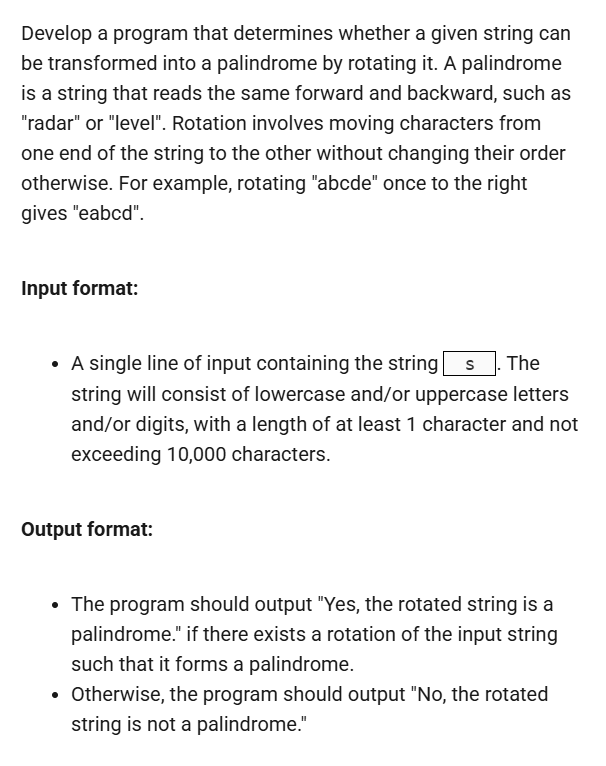 Develop a program that determines whether a given string can
be transformed into a palindrome by rotating it. A palindrome
is a string that reads the same forward and backward, such as
"radar" or "level". Rotation involves moving characters from
one end of the string to the other without changing their order
otherwise. For example, rotating "abcde" once to the right
gives "eabcd".
Input format:
• A single line of input containing the string s. The
string will consist of lowercase and/or uppercase letters
and/or digits, with a length of at least 1 character and not
exceeding 10,000 characters.
Output format:
• The program should output "Yes, the rotated string is a
palindrome." if there exists a rotation of the input string
such that it forms a palindrome.
• Otherwise, the program should output "No, the rotated
string is not a palindrome."